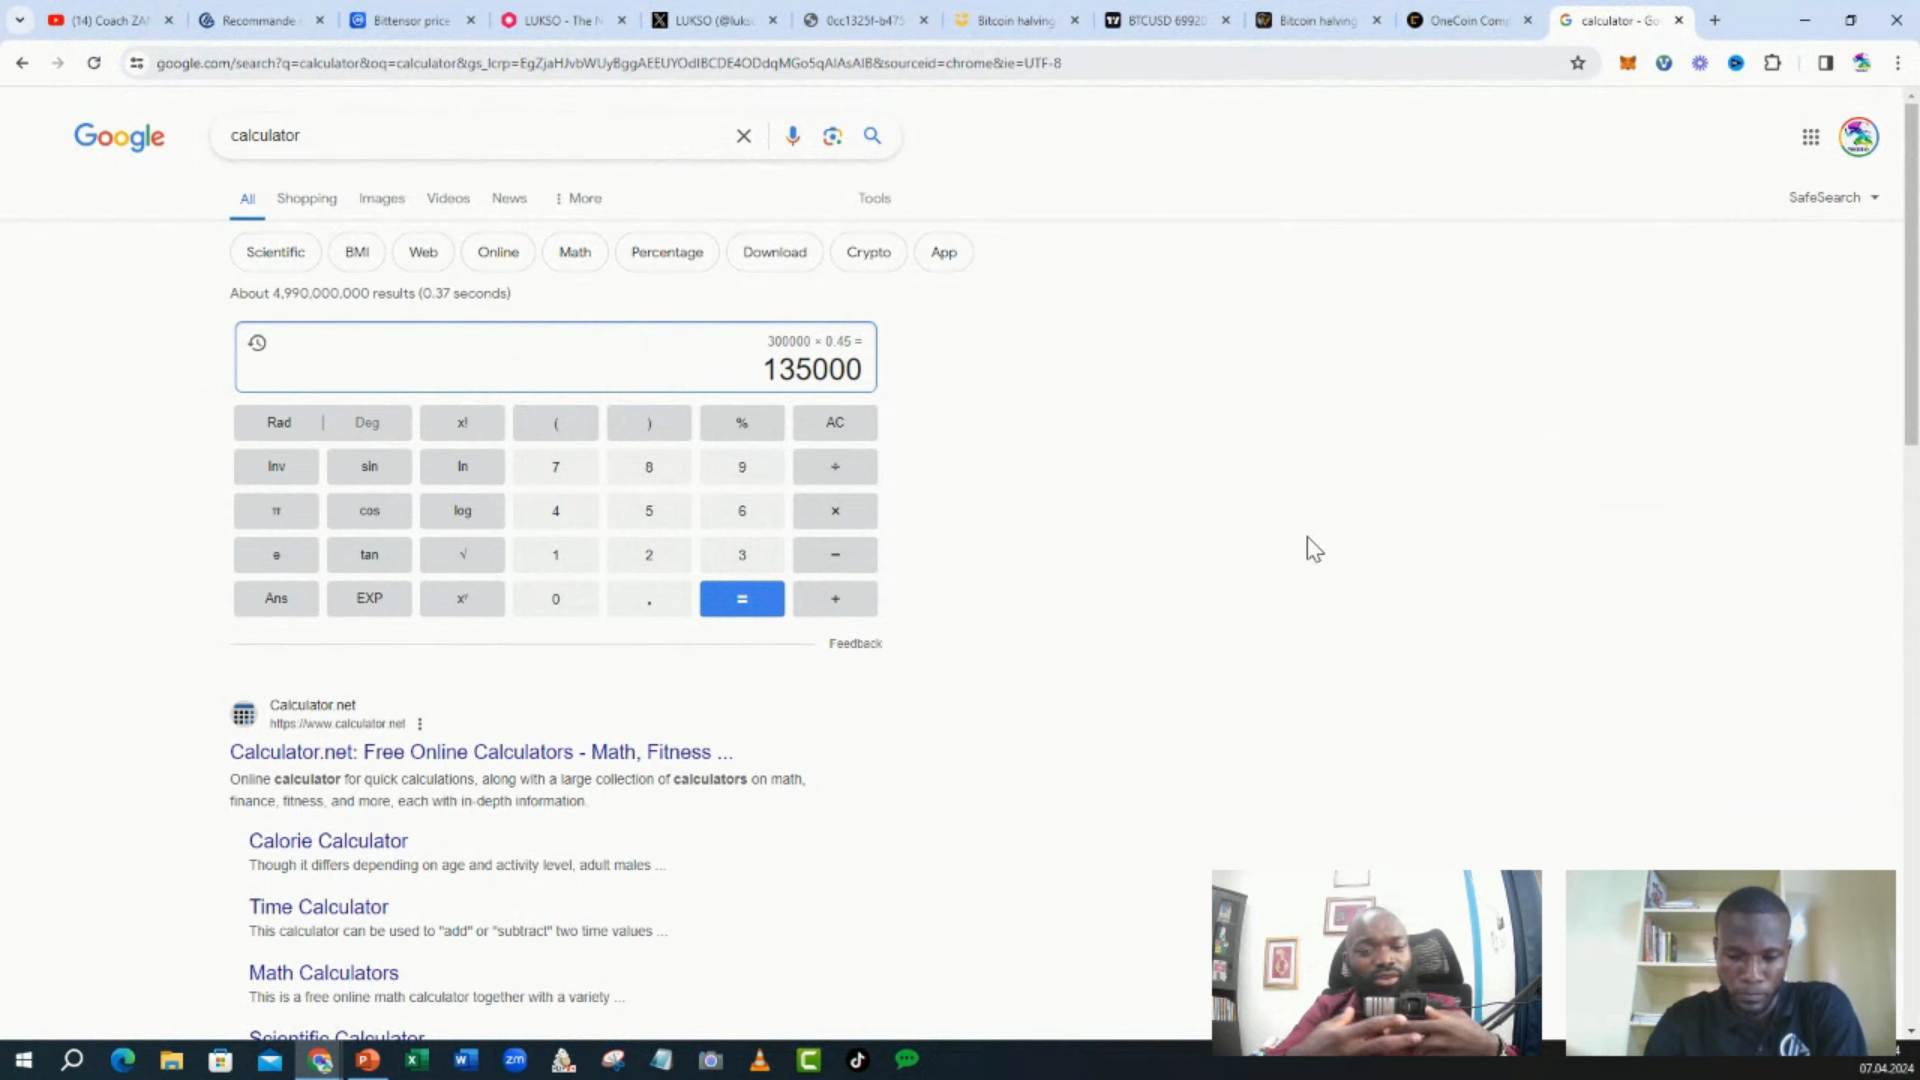 (14) Coach ZAN
Recommande
Bittensor price
LUKSO - The N
LUKSO (@lukso
0cc1325f-b475
Bitcoin halving
BTCUSD 69920
Bitcoin halving
OneCoin Comp
calculator - Go
google.com/search?q=calculator&oq=calculator&gs_lcrp=EgZjaHJvbWUyBggAEEUYOdIBCDE4ODdqMGo5qAIAsAIB&sourceid=chrome&ie=UTF-8
Google
calculator
All Shopping Images Videos News More Tools
SafeSearch
Scientific BMI Web Online Math Percentage Download Crypto App
About 4,990,000,000 results (0.37 seconds)
300000 × 0.45 =
135000
Rad | Deg x! ( ) % AC
Inv sin ln 7 8 9 ÷
π cos log 4 5 6 ×
e tan √ 1 2 3 −
Ans EXP xʸ 0 . = +
Feedback
Calculator.net
https://www.calculator.net
Calculator.net: Free Online Calculators - Math, Fitness ...
Online calculator for quick calculations, along with a large collection of calculators on math,
finance, fitness, and more, each with in-depth information.
Calorie Calculator
Though it differs depending on age and activity level, adult males ...
Time Calculator
This calculator can be used to "add" or "subtract" two time values ...
Math Calculators
This is a free online math calculator together with a variety ...
Scientific Calculator
zm
07.04.2024